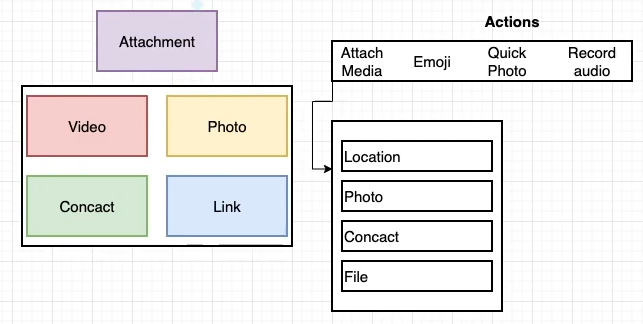 Attachment
Video
Photo
Concact
Link
Actions
Attach
Media
Emoji
Quick
Photo
Record
audio
Location
Photo
Concact
File